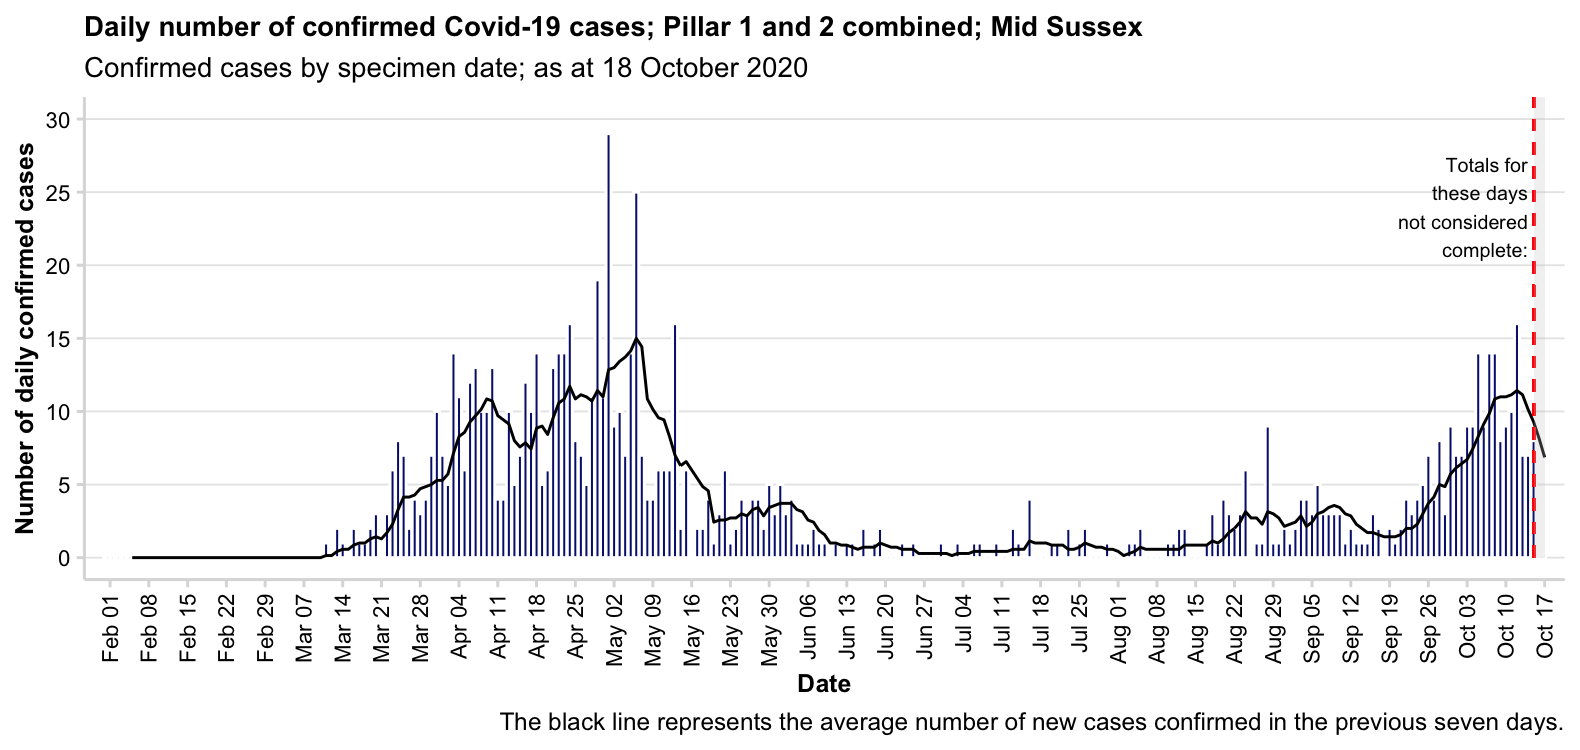 Daily number of confirmed Covid-19 cases; Pillar 1 and 2 combined; Mid Sussex
Confirmed cases by specimen date; as at 18 October 2020
Number of daily confirmed cases
30
25
20
15
10
5
0
Totals for
these days
not considered
complete:
Feb 01
Feb 08
Feb 15
Feb 22
Feb 29
Mar 07
Mar 14
Mar 21
Mar 28
Apr 04
Apr 11
Apr 18
Apr 25
May 02
May 09
May 16
May 23
May 30
Jun 06
Jun 13
Jun 20
Jun 27
Jul 04
Jul 11
Jul 18
Jul 25
Aug 01
Aug 08
Aug 15
Aug 22
Aug 29
Sep 05
Sep 12
Sep 19
Sep 26
Oct 03
Oct 10
Oct 17
Date
The black line represents the average number of new cases confirmed in the previous seven days.